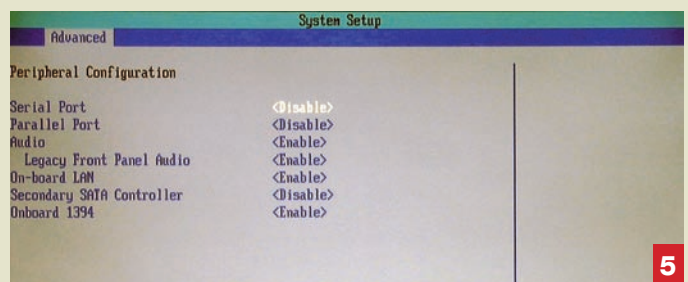 System Setup
Advanced
Peripheral Configuration
Serial Port <Disable>
Parallel Port <Disable>
Audio <Enable>
Legacy Front Panel Audio <Enable>
On-board LAN <Enable>
Secondary SATA Controller <Disable>
Onboard 1394 <Enable>
5